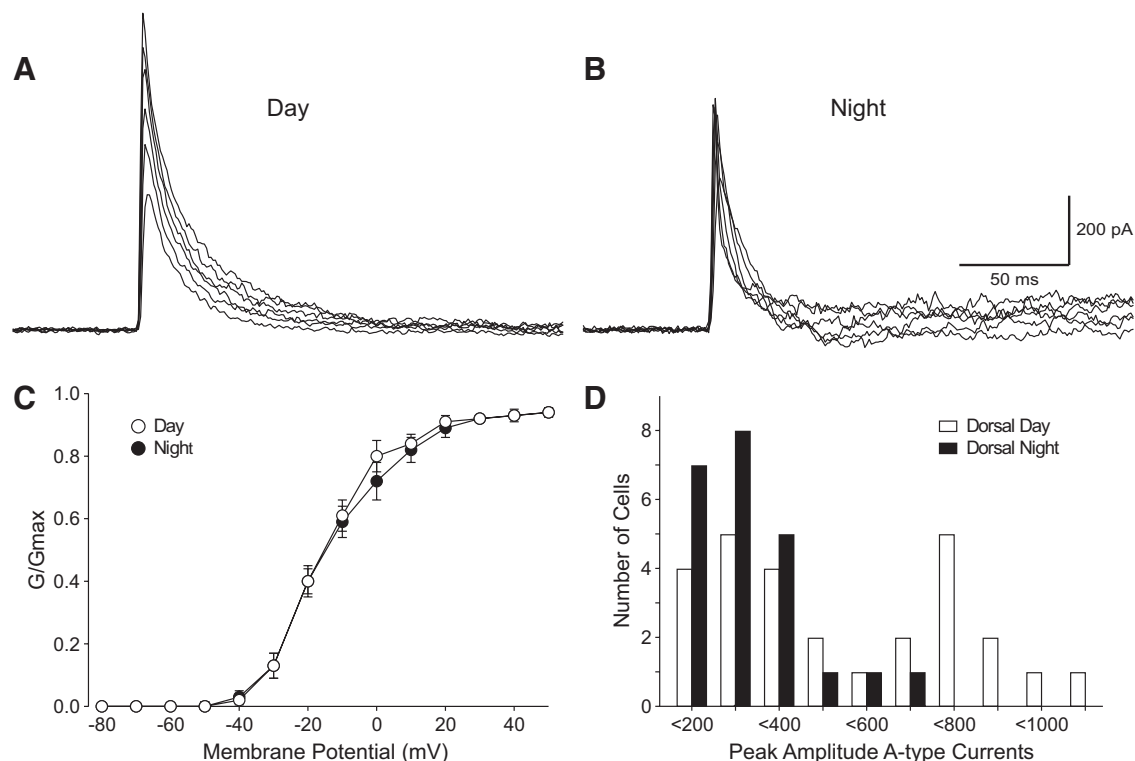 A
Day
B
Night
200 pA
50 ms
C
1.0
0.8
0.6
0.4
0.2
0.0
G/Gmax
Day
Night
-80
-60
-40
-20
0
20
40
Membrane Potential (mV)
D
8
6
4
2
0
Number of Cells
Dorsal Day
Dorsal Night
<200
<400
<600
<800
<1000
Peak Amplitude A-type Currents